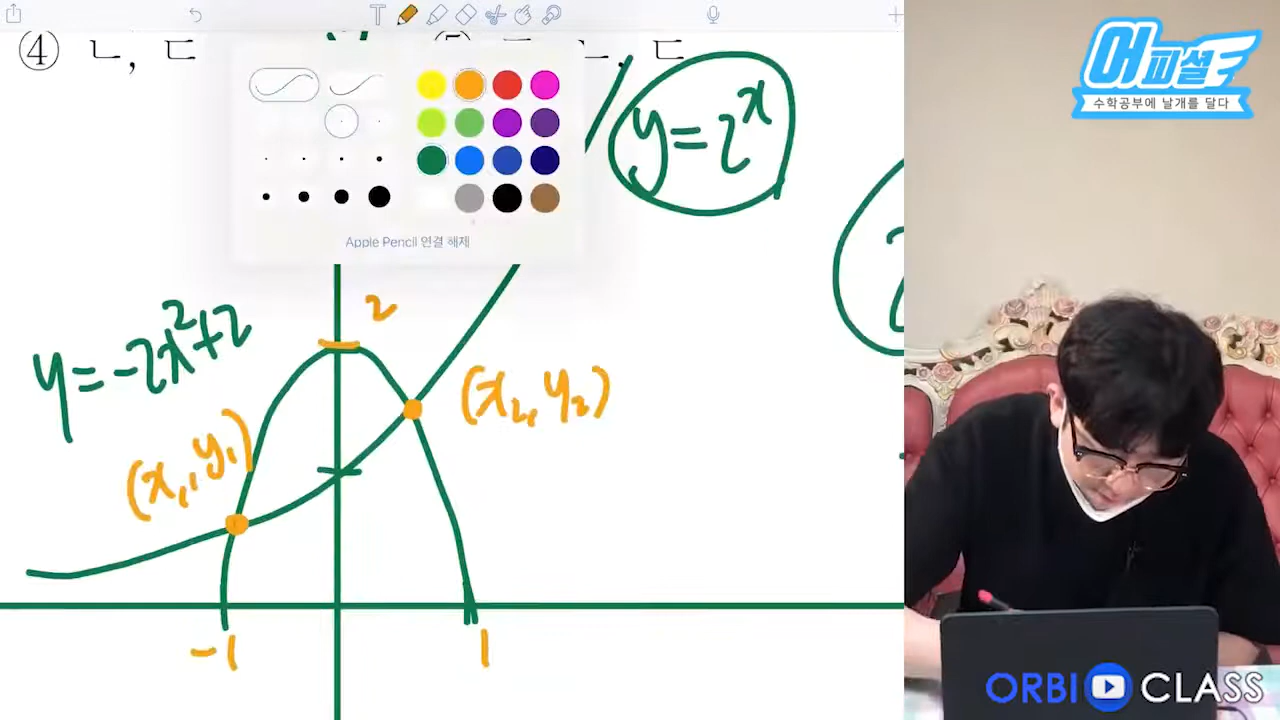 ④ ㄴ, ㄷ
ㄴ, ㄷ
y=2ˣ
Apple Pencil 연결 해제
2
y=-2x²+2
(x₂, y₂)
(x₁, y₁)
-1
1
어피셜
수학공부에 날개를 달다
ORBI CLASS